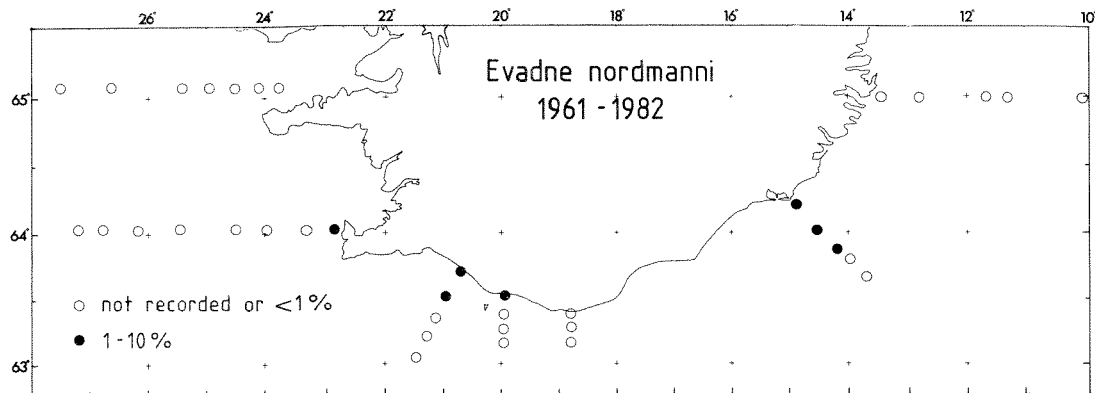 26° 24° 22° 20° 18° 16° 14° 12° 10°
Evadne nordmanni
1961 - 1982
65°
64°
○ not recorded or <1%
● 1-10%
63°